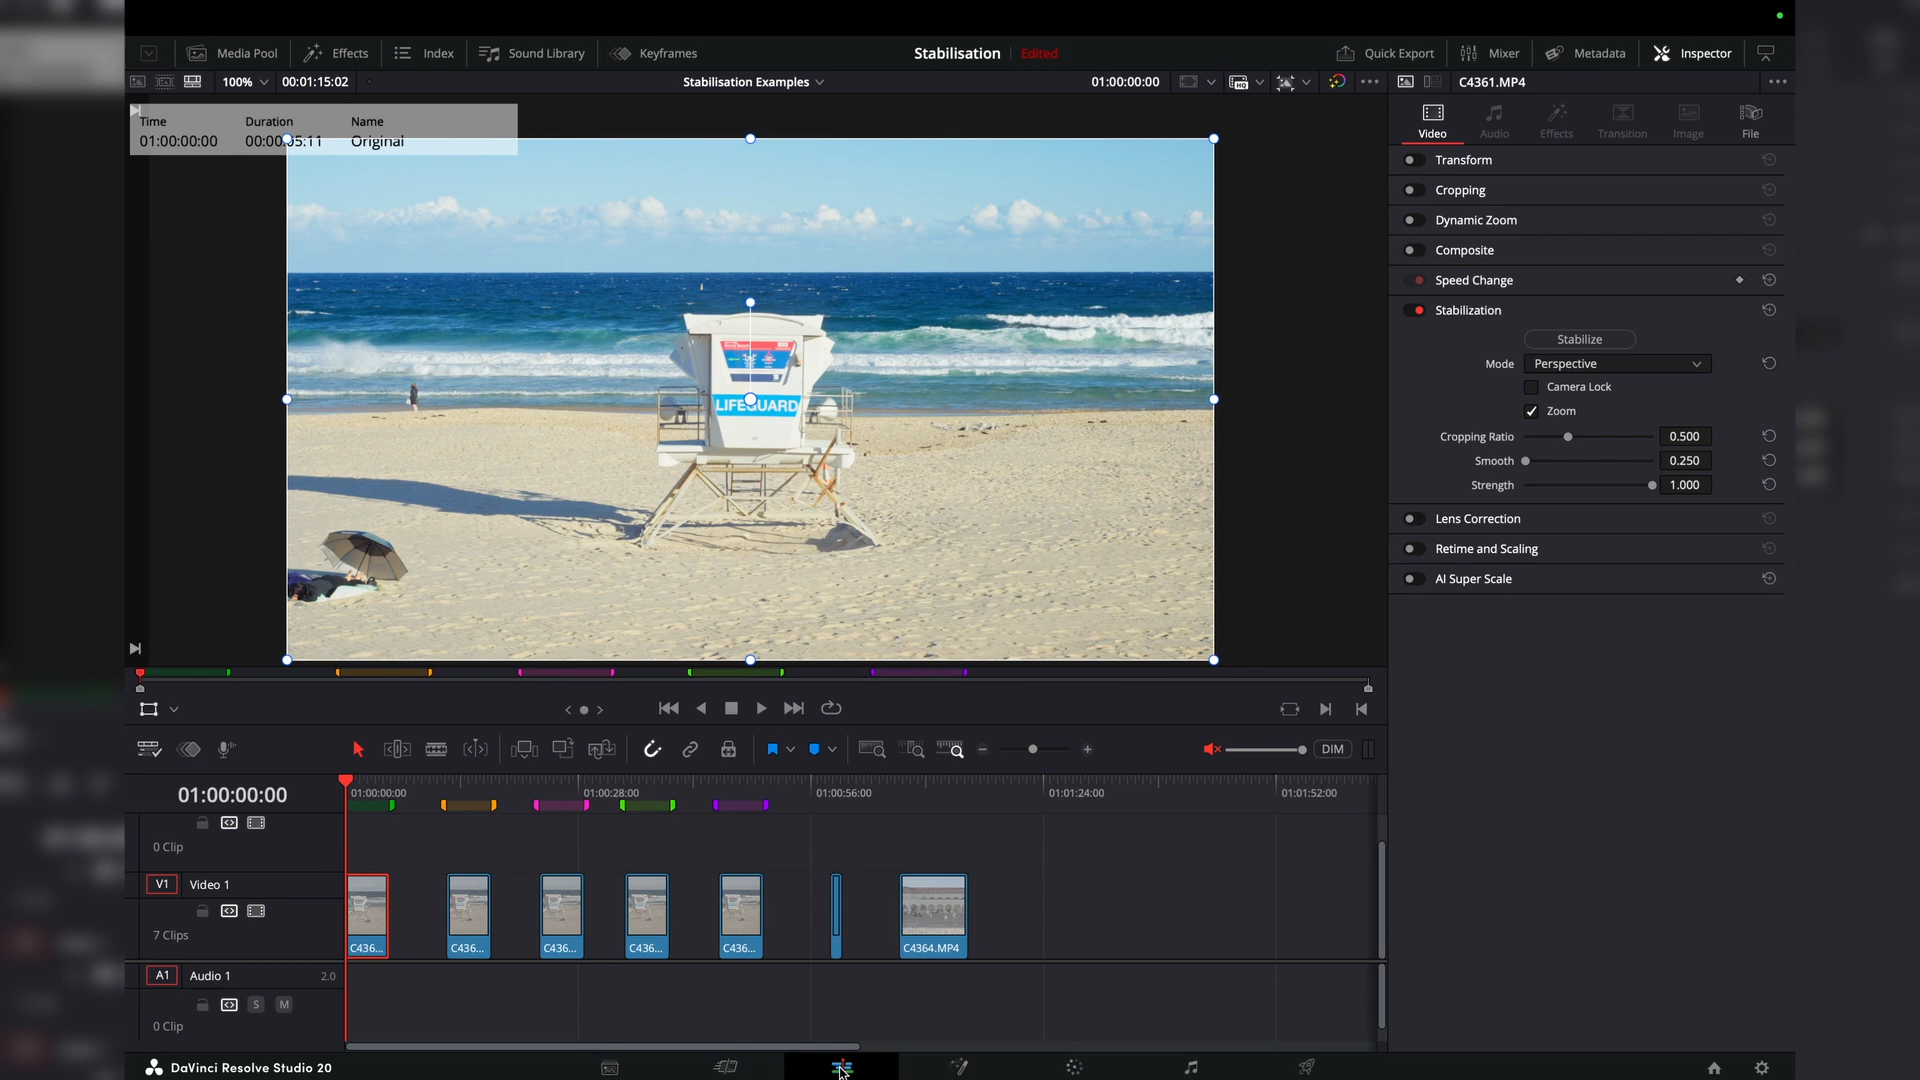 Media Pool
Effects
Index
Sound Library
Keyframes
Stabilisation
Edited
Quick Export
Mixer
Metadata
Inspector
100%
00:01:15:02
Stabilisation Examples
01:00:00:00
C4361.MP4
Time Duration Name
01:00:00:00 00:00:05:11 Original
Video
Audio
Effects
Transition
Image
File
Transform
Cropping
Dynamic Zoom
Composite
Speed Change
Stabilization
Stabilize
Mode Perspective
Camera Lock
Zoom
Cropping Ratio 0.500
Smooth 0.250
Strength 1.000
Lens Correction
Retime and Scaling
AI Super Scale
LIFEGUARD
DIM
01:00:00:00
01:00:00:00
01:00:28:00
01:00:56:00
01:01:24:00
01:01:52:00
0 Clip
V1 Video 1
7 Clips
C436...
C436...
C436...
C436...
C436...
C4364.MP4
A1 Audio 1 2.0
S M
0 Clip
DaVinci Resolve Studio 20